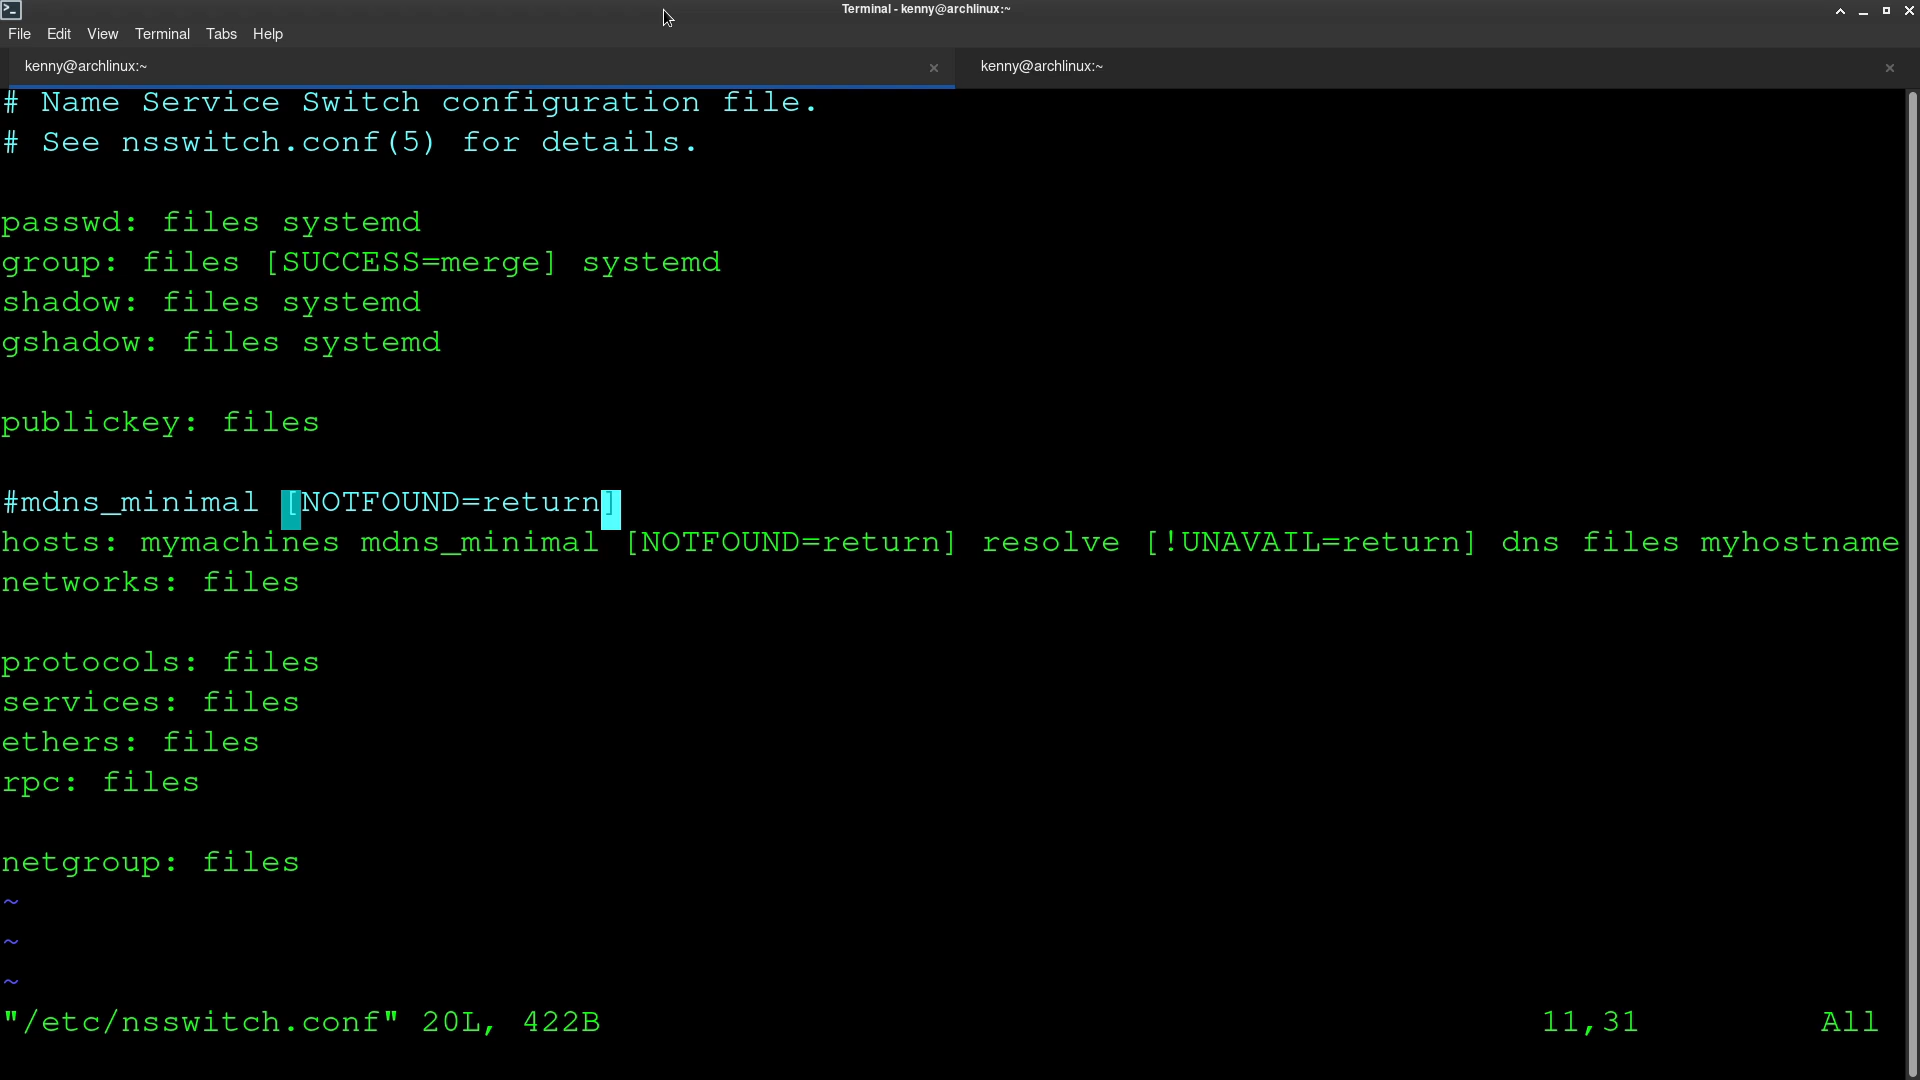 Terminal - kenny@archlinux:~
File Edit View Terminal Tabs Help
kenny@archlinux:~ kenny@archlinux:~
# Name Service Switch configuration file.
# See nsswitch.conf(5) for details.
passwd: files systemd
group: files [SUCCESS=merge] systemd
shadow: files systemd
gshadow: files systemd
publickey: files
#mdns_minimal [NOTFOUND=return]
hosts: mymachines mdns_minimal [NOTFOUND=return] resolve [!UNAVAIL=return] dns files myhostname
networks: files
protocols: files
services: files
ethers: files
rpc: files
netgroup: files
~
~
~
"/etc/nsswitch.conf" 20L, 422B 11,31 All